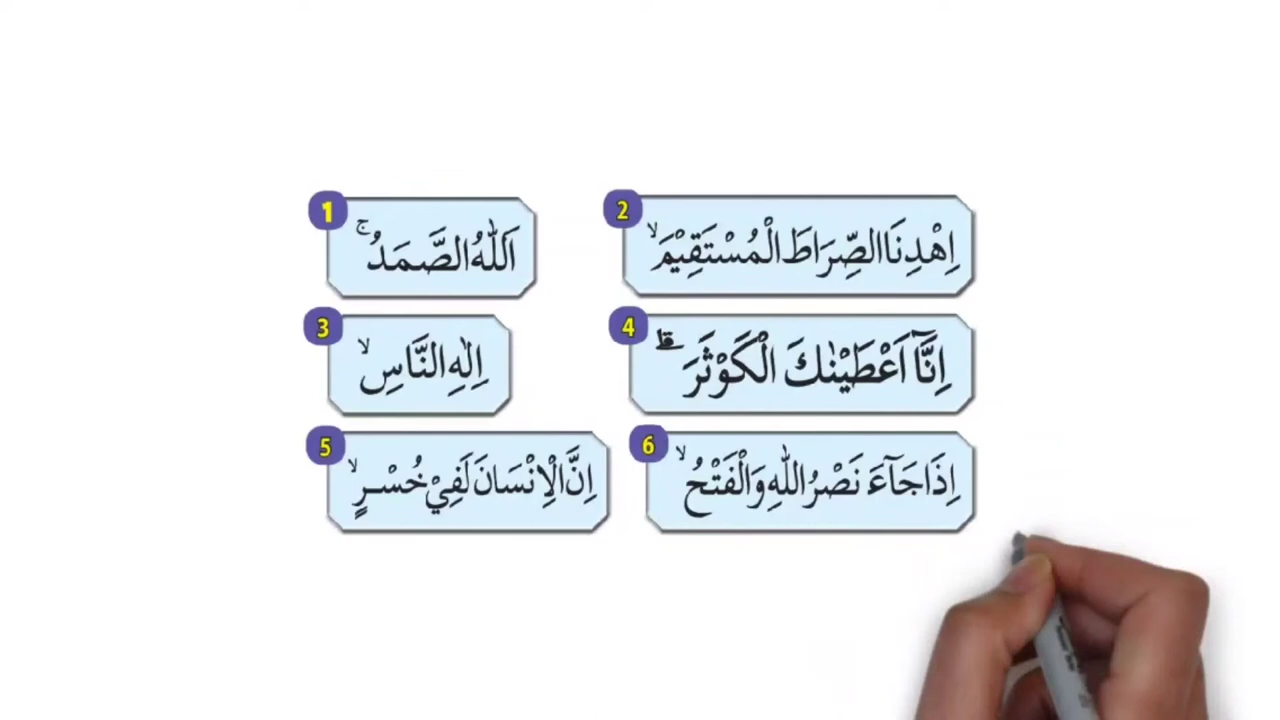 1
اَللّٰهُ الصَّمَدُۚ
2
اِهْدِنَا الصِّرَاطَ الْمُسْتَقِيْمَۙ
3
اِلٰهِ النَّاسِۙ
4
اِنَّآ اَعْطَيْنٰكَ الْكَوْثَرَۗ
5
اِنَّ الْاِنْسَانَ لَفِيْ خُسْرٍۙ
6
اِذَا جَآءَ نَصْرُ اللّٰهِ وَالْفَتْحُۙ